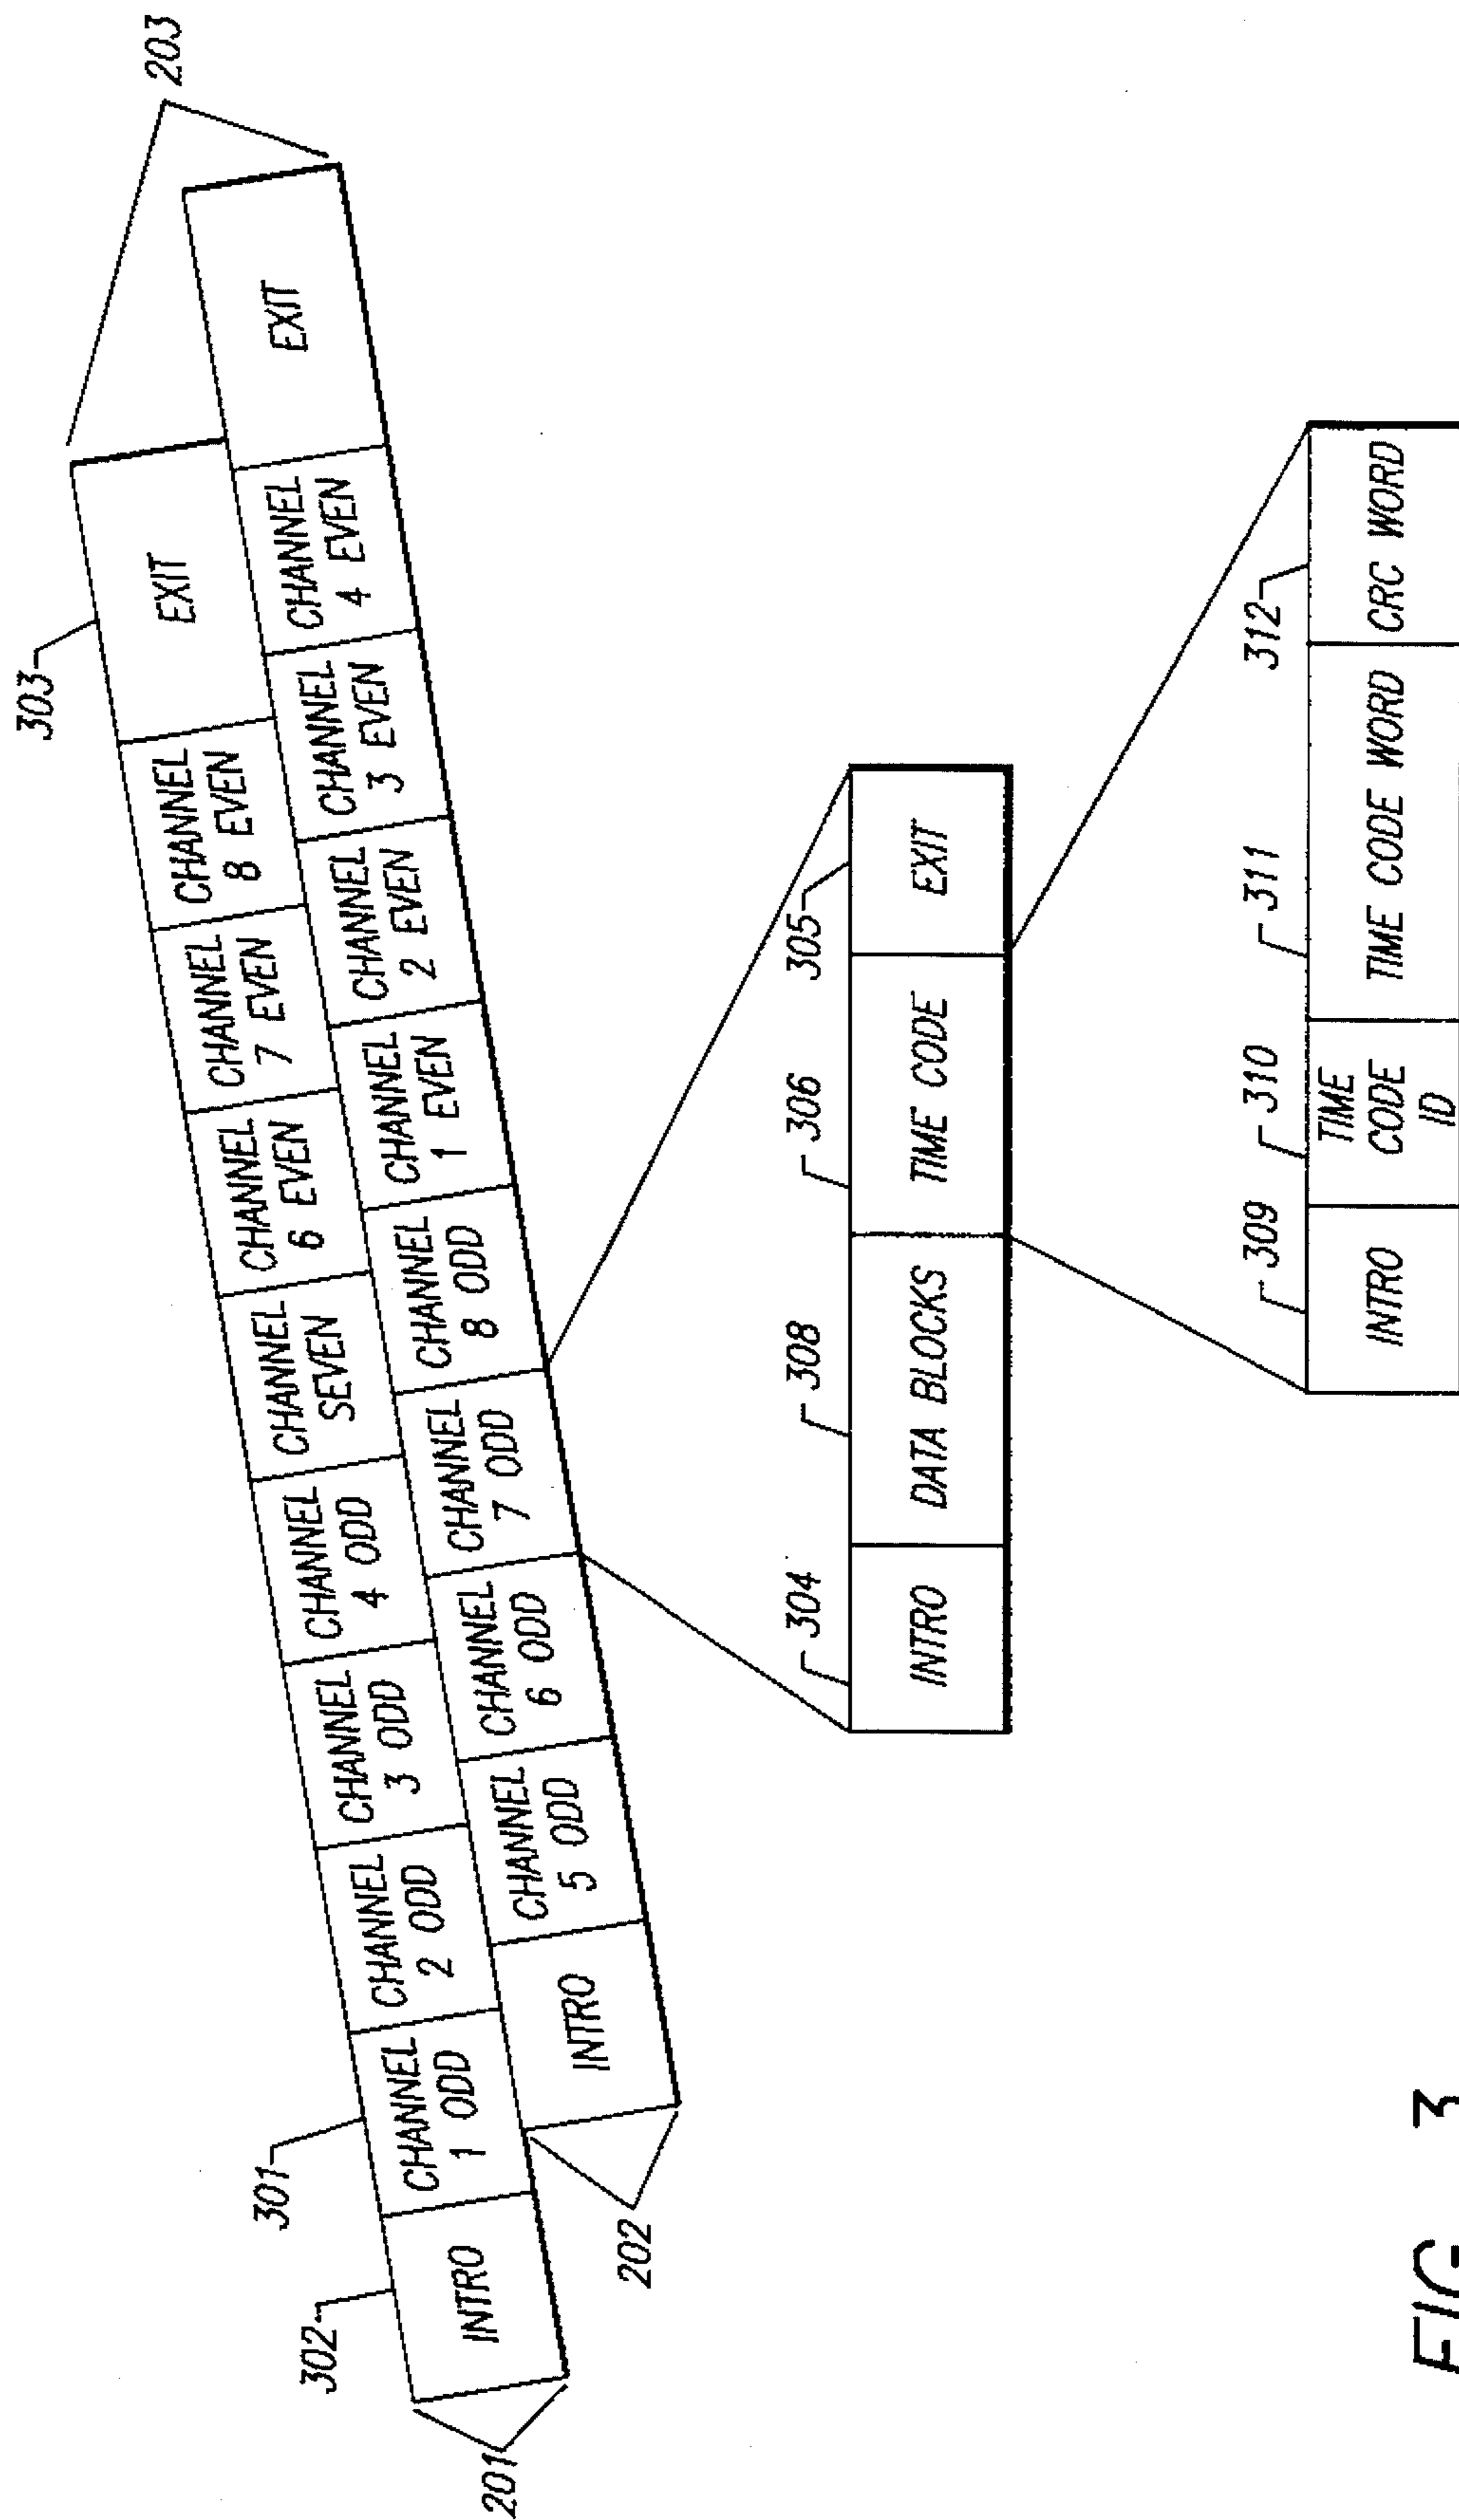 203
303
201
302
301
202
INTRO
CHANNEL
1 ODD
CHANNEL
2 ODD
CHANNEL
3 ODD
CHANNEL
4 ODD
CHANNEL
SEVEN
CHANNEL
6 EVEN
CHANNEL
7 EVEN
CHANNEL
8 EVEN
EXIT
INTRO
CHANNEL
5 ODD
CHANNEL
6 ODD
CHANNEL
7 ODD
CHANNEL
8 ODD
CHANNEL
1 EVEN
CHANNEL
2 EVEN
CHANNEL
3 EVEN
CHANNEL
4 EVEN
EXIT
304
308
306
305
INTRO
DATA BLOCKS
TIME CODE
EXIT
309
310
311
312
INTRO
TIME
CODE
ID
TIME CODE WORD
CRC WORD
FIG. 3